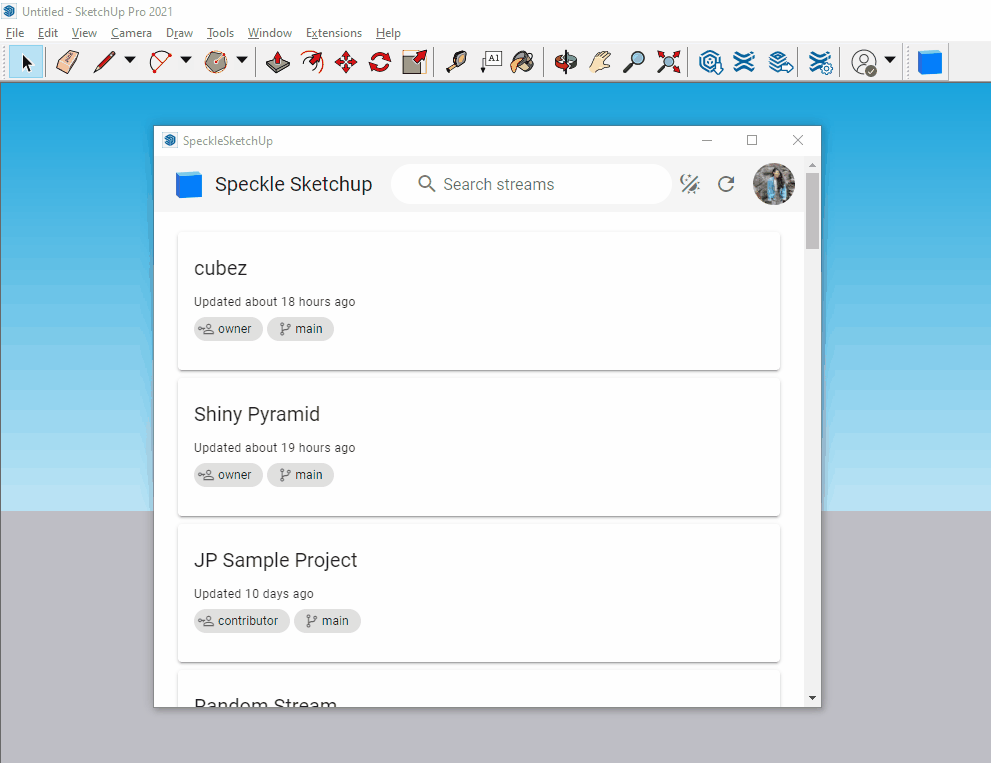 Untitled - SketchUp Pro 2021
File Edit View Camera Draw Tools Window Extensions Help
A1
SpeckleSketchUp
Speckle Sketchup
Search streams
cubez
Updated about 18 hours ago
owner main
Shiny Pyramid
Updated about 19 hours ago
owner main
JP Sample Project
Updated 10 days ago
contributor main
Random Stream